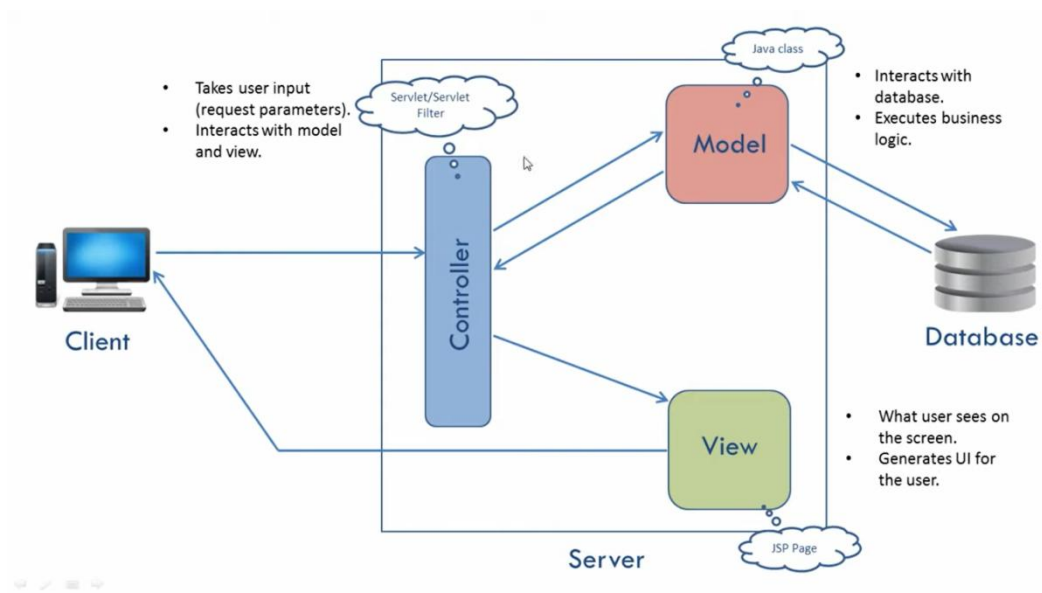 Java class
• Takes user input
(request parameters).
• Interacts with model
and view.
Servlet/Servlet
Filter
• Interacts with
database.
• Executes business
logic.
Model
Controller
Client
Database
View
• What user sees on
the screen.
• Generates UI for
the user.
JSP Page
Server